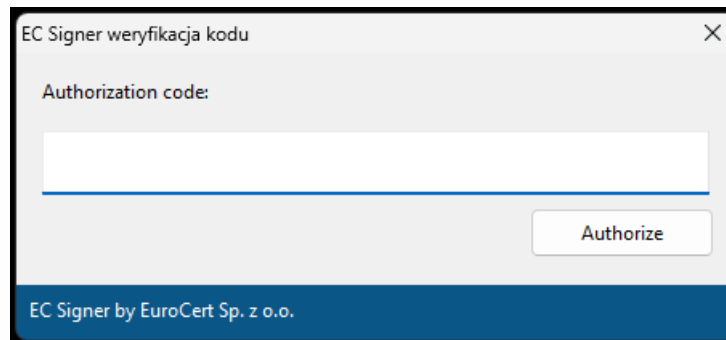 EC Signer weryfikacja kodu
Authorization code:
Authorize
EC Signer by EuroCert Sp. z o.o.